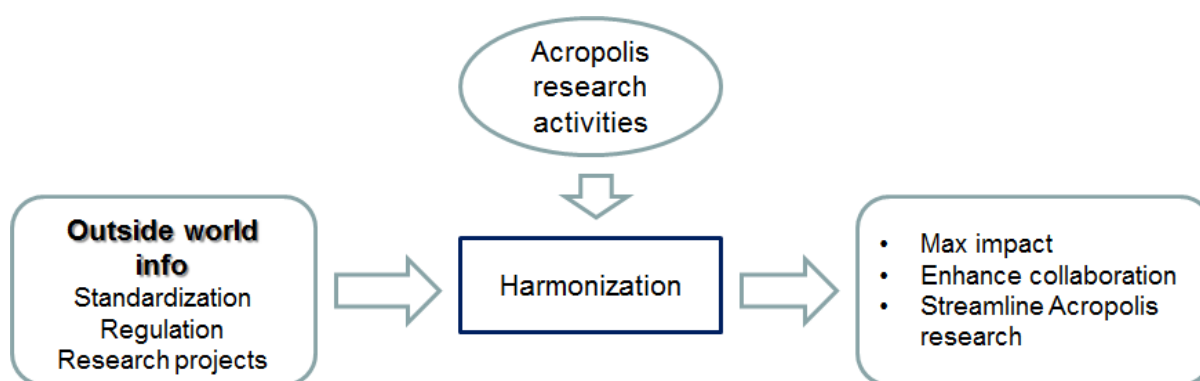 Acropolis
research
activities
Outside world
info
Standardization
Regulation
Research projects
Harmonization
• Max impact
• Enhance collaboration
• Streamline Acropolis
research